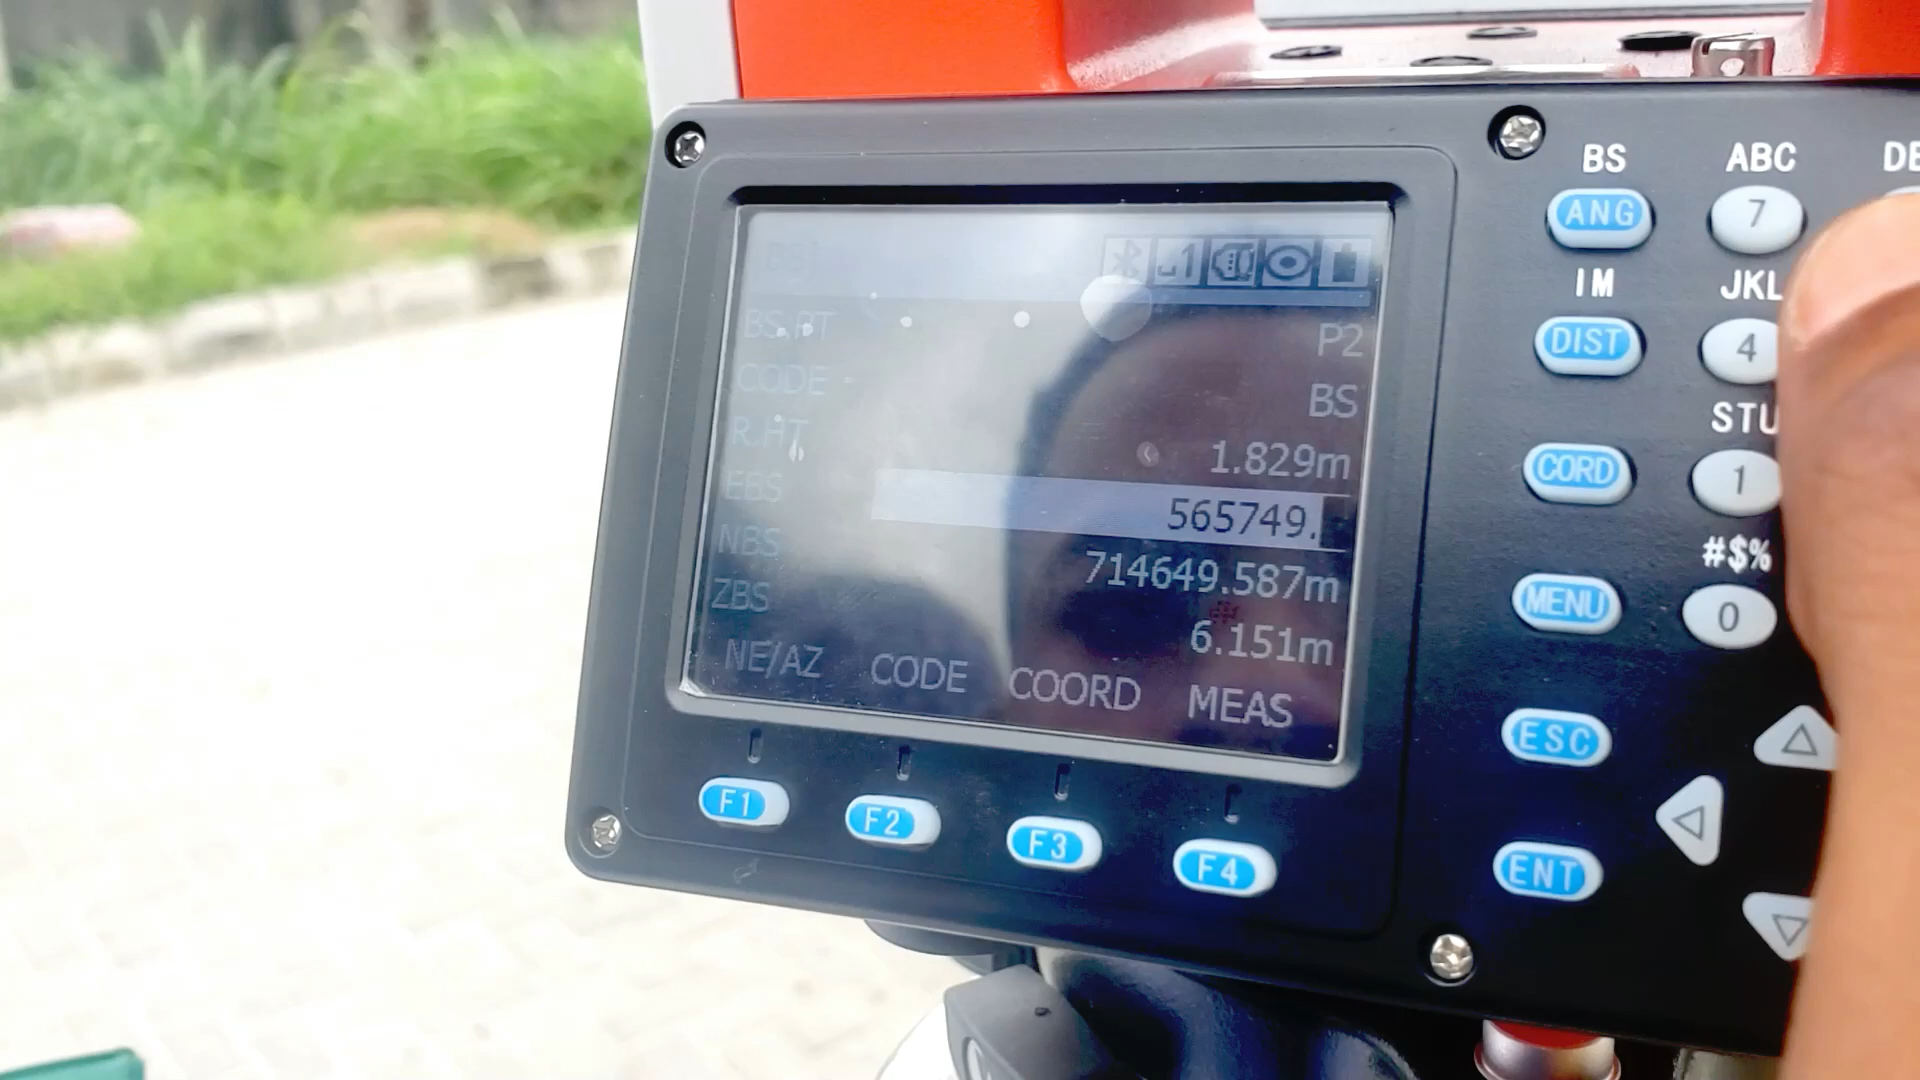 BS.PT P2
CODE BS
R.HT 1.829m
EBS 565749.
NBS 714649.587m
ZBS 6.151m
NE/AZ CODE COORD MEAS
F1 F2 F3 F4
BS ABC
ANG 7
IM JKL
DIST 4
STU
CORD 1
#$%
MENU 0
ESC
ENT